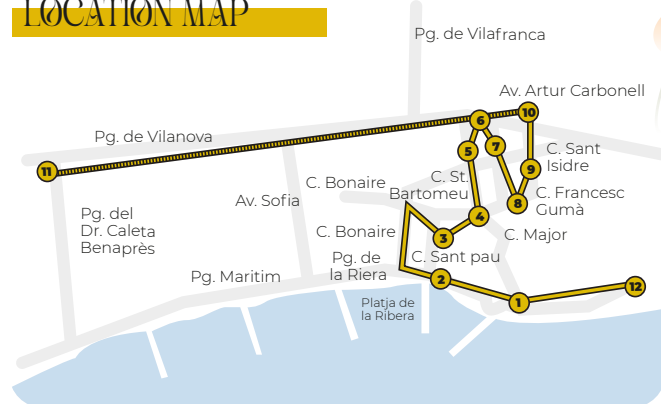 LOCATION MAP
Pg. de Vilafranca
Av. Artur Carbonell
10
6
Pg. de Vilanova
5
7
C. Sant
Isidre
9
11
C. Bonaire
C. St.
Bartomeu
C. Francesc
Gumà
8
Av. Sofia
Pg. del
Dr. Caleta
Benaprès
4
C. Bonaire
3
C. Major
Pg. de
la Riera
C. Sant pau
Pg. Maritim
2
12
Platja de
la Ribera
1